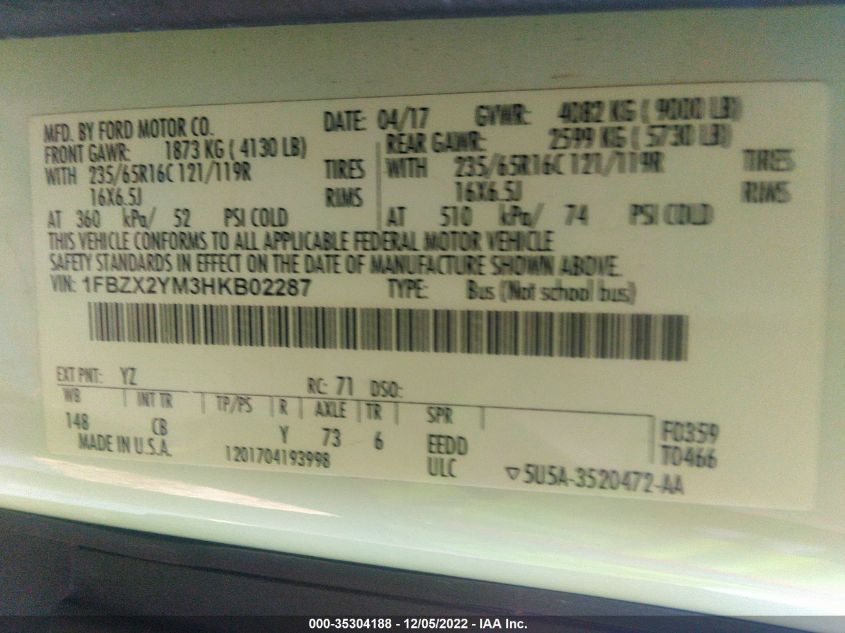 MFD. BY FORD MOTOR CO. DATE: 04/17 GVWR: 4082 KG ( 9000 LB)
FRONT GAWR: 1873 KG ( 4130 LB) REAR GAWR: 2599 KG ( 5730 LB)
WITH 235/65R16C 121/119R TIRES WITH 235/65R16C 121/119R TIRES
16X6.5J RIMS 16X6.5J RIMS
AT 360 kPa/ 52 PSI COLD AT 510 kPa/ 74 PSI COLD
THIS VEHICLE CONFORMS TO ALL APPLICABLE FEDERAL MOTOR VEHICLE
SAFETY STANDARDS IN EFFECT ON THE DATE OF MANUFACTURE SHOWN ABOVE.
VIN: 1FBZX2YM3HKB02287 TYPE: Bus (Not school bus)
EXT PNT: YZ RC: 71 DSO:
WB INT TR TP/PS R AXLE TR SPR
148 CB Y 73 6 EEDD F0359
MADE IN U.S.A. 1201704193998 ULC T0466
▽5U5A-3520472-AA
000-35304188 - 12/05/2022 - IAA Inc.